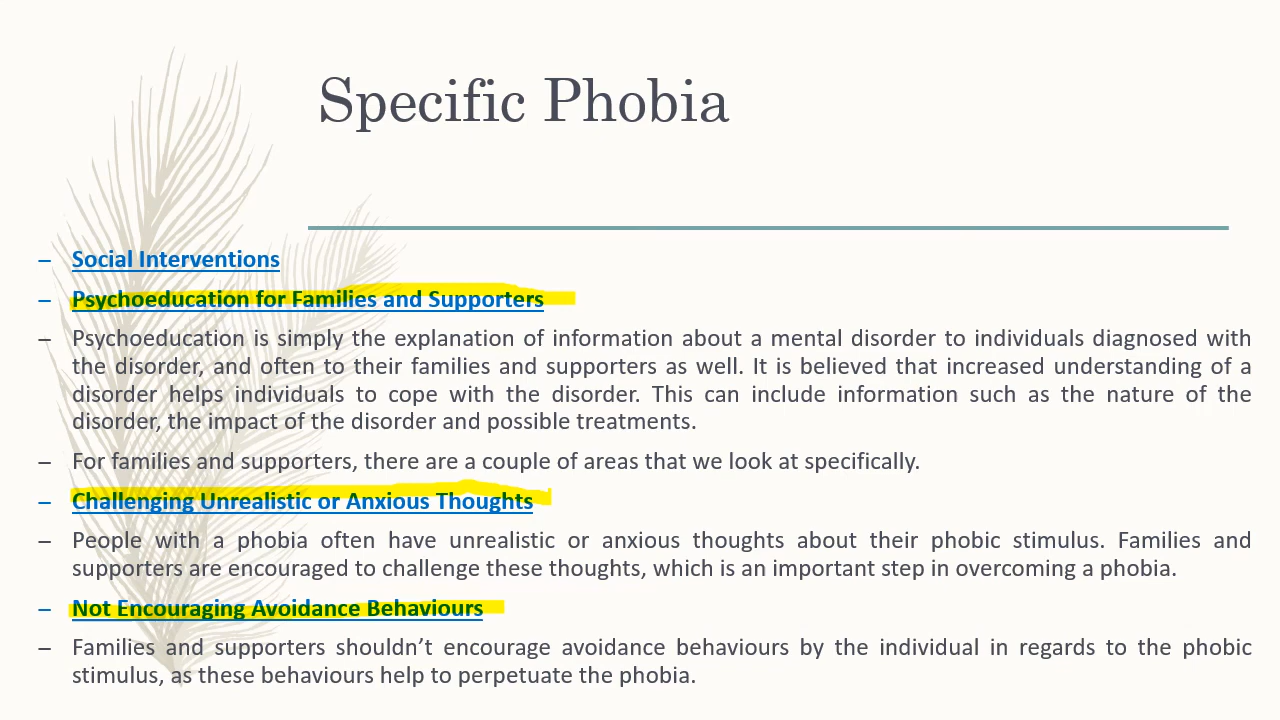 Specific Phobia
– Social Interventions
– Psychoeducation for Families and Supporters
– Psychoeducation is simply the explanation of information about a mental disorder to individuals diagnosed with
the disorder, and often to their families and supporters as well. It is believed that increased understanding of a
disorder helps individuals to cope with the disorder. This can include information such as the nature of the
disorder, the impact of the disorder and possible treatments.
– For families and supporters, there are a couple of areas that we look at specifically.
– Challenging Unrealistic or Anxious Thoughts
– People with a phobia often have unrealistic or anxious thoughts about their phobic stimulus. Families and
supporters are encouraged to challenge these thoughts, which is an important step in overcoming a phobia.
– Not Encouraging Avoidance Behaviours
– Families and supporters shouldn’t encourage avoidance behaviours by the individual in regards to the phobic
stimulus, as these behaviours help to perpetuate the phobia.